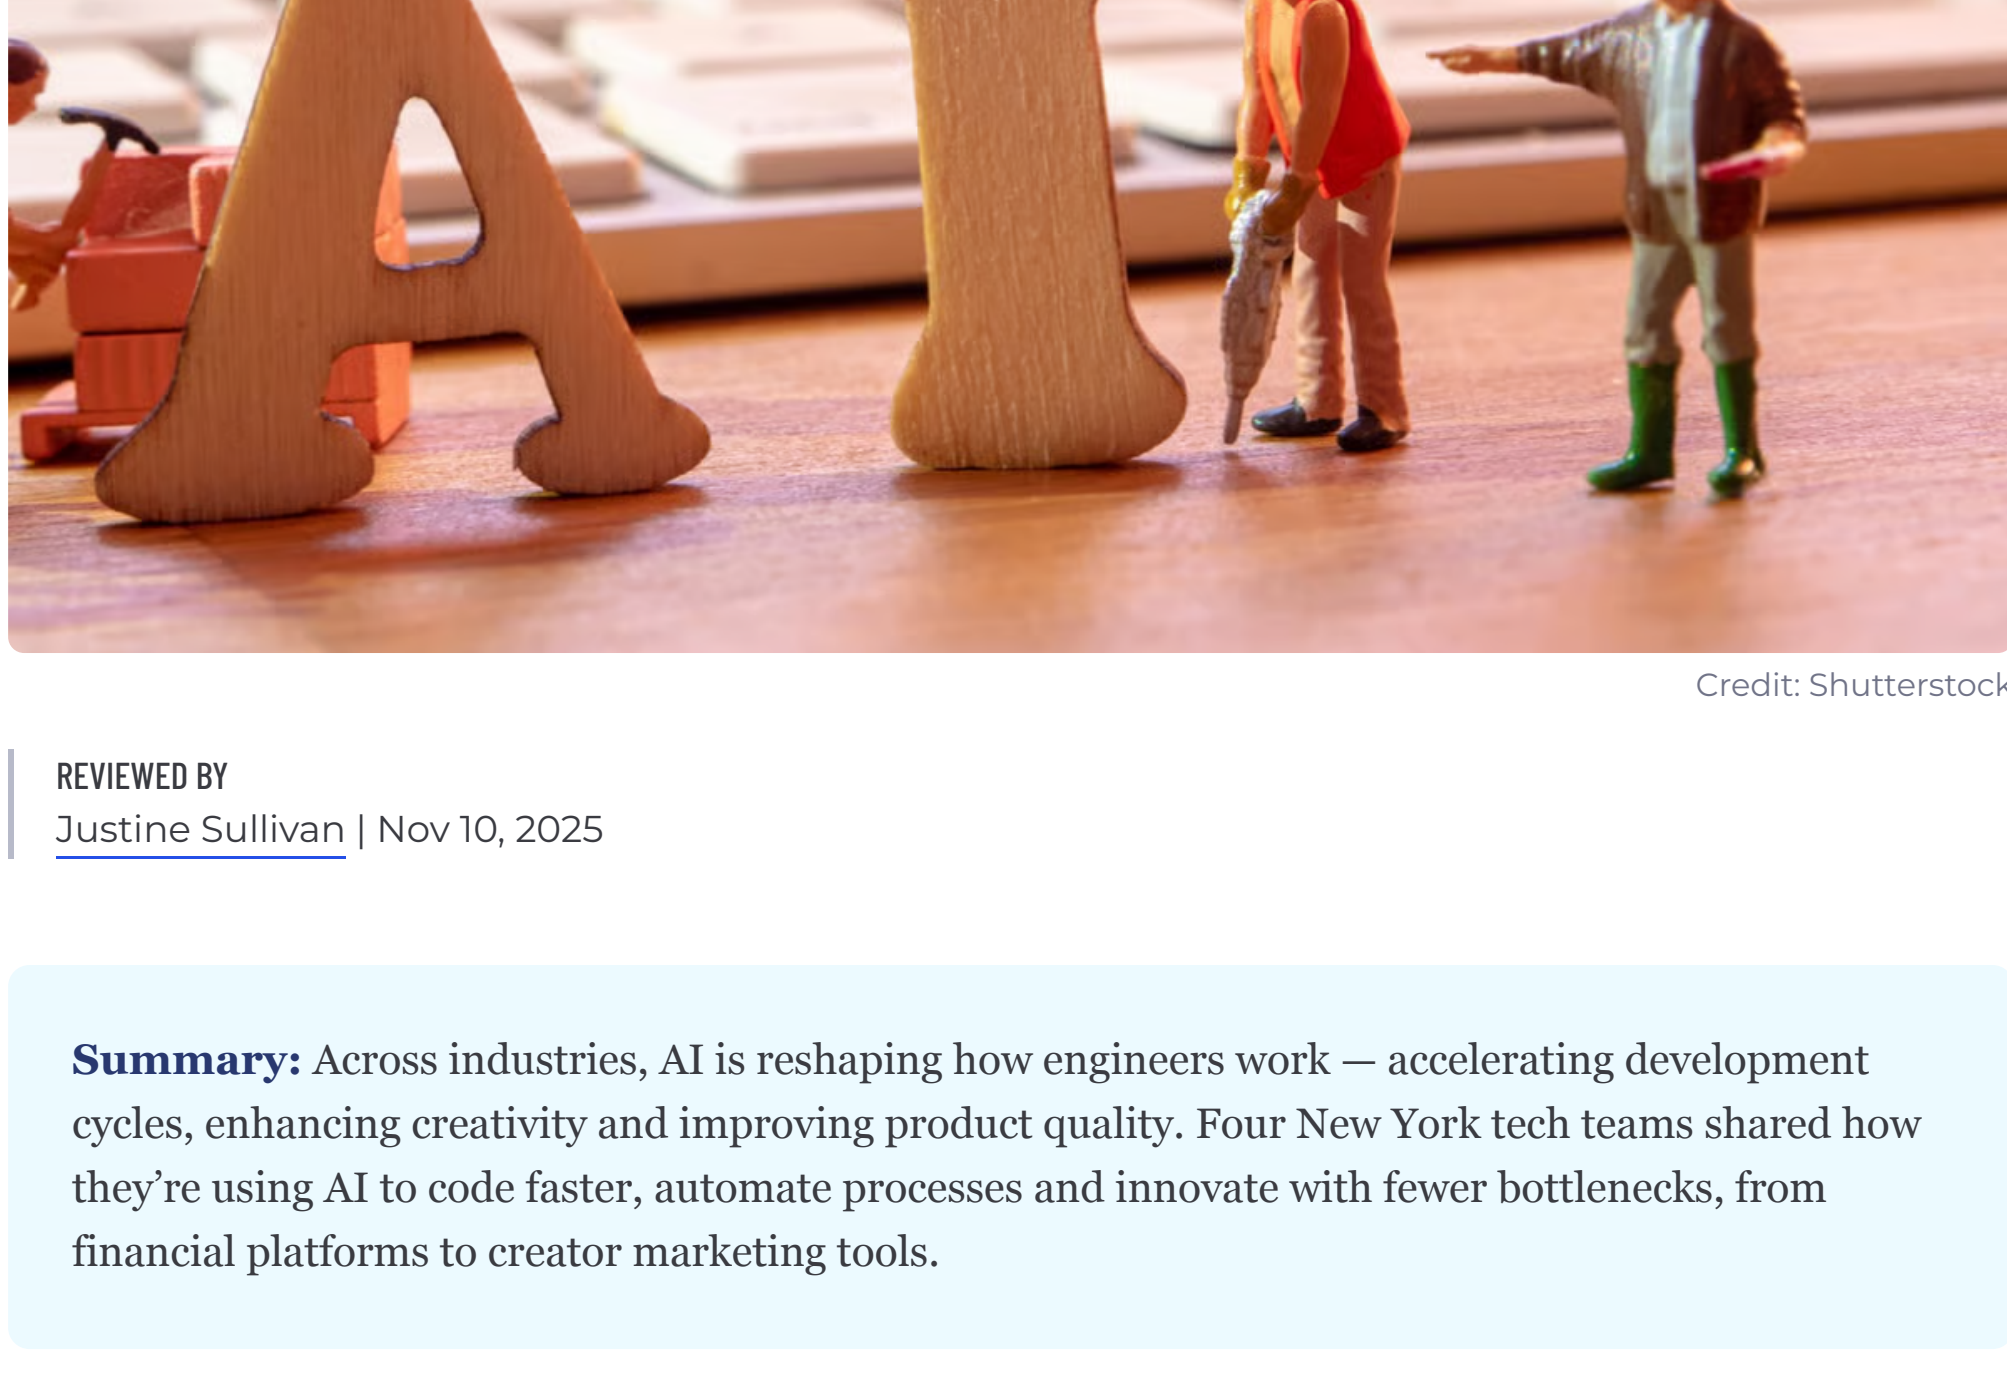 AI
Credit: Shutterstock
REVIEWED BY
Justine Sullivan | Nov 10, 2025
Summary: Across industries, AI is reshaping how engineers work — accelerating development
cycles, enhancing creativity and improving product quality. Four New York tech teams shared how
they’re using AI to code faster, automate processes and innovate with fewer bottlenecks, from
financial platforms to creator marketing tools.